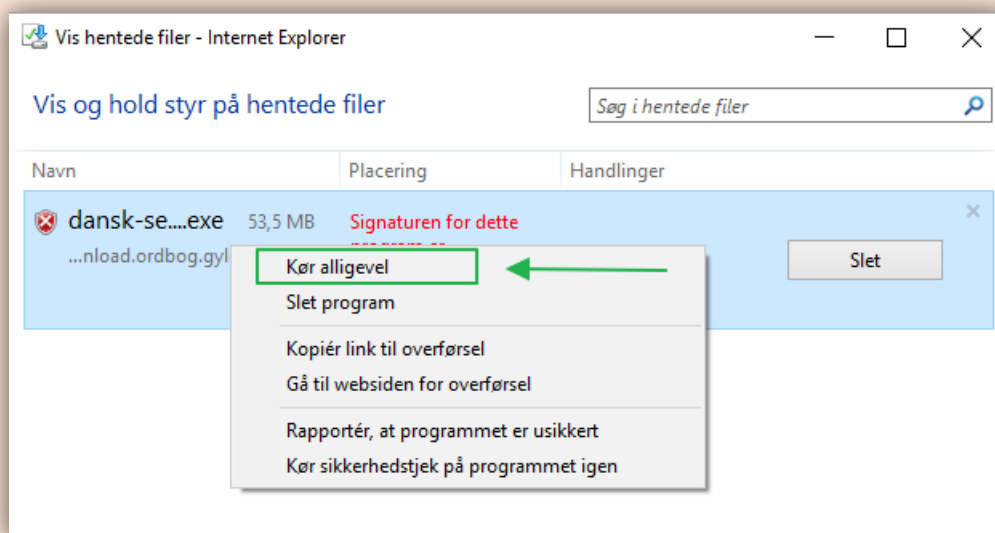 Vis hentede filer - Internet Explorer
Vis og hold styr på hentede filer
Søg i hentede filer
Navn Placering Handlinger
dansk-se....exe 53,5 MB Signaturen for dette
...nload.ordbog.gyl
Slet
Kør alligevel
Slet program
Kopiér link til overførsel
Gå til websiden for overførsel
Rapportér, at programmet er usikkert
Kør sikkerhedstjek på programmet igen